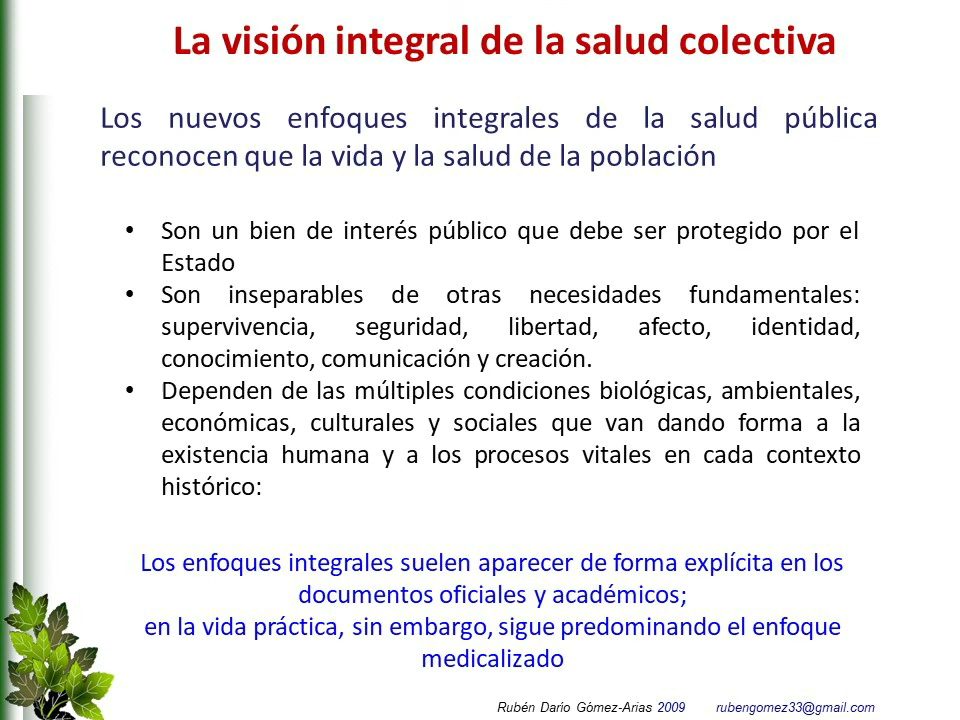 La visión integral de la salud colectiva
Los nuevos enfoques integrales de la salud pública
reconocen que la vida y la salud de la población
• Son un bien de interés público que debe ser protegido por el
Estado
• Son inseparables de otras necesidades fundamentales:
supervivencia, seguridad, libertad, afecto, identidad,
conocimiento, comunicación y creación.
• Dependen de las múltiples condiciones biológicas, ambientales,
económicas, culturales y sociales que van dando forma a la
existencia humana y a los procesos vitales en cada contexto
histórico:
Los enfoques integrales suelen aparecer de forma explícita en los
documentos oficiales y académicos;
en la vida práctica, sin embargo, sigue predominando el enfoque
medicalizado
Rubén Darío Gómez-Arias 2009 rubengomez33@gmail.com